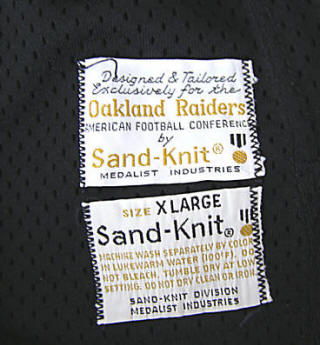 Designed & Tailored
Exclusively for the
Oakland Raiders
AMERICAN FOOTBALL CONFERENC
by
Sand-Knit®
MEDALIST INDUSTRIES
SIZE XLARGE
Sand-Knit®
MACHINE WASH SEPARATELY BY COLOR
IN LUKEWARM WATER (100°F). DO
NOT BLEACH. TUMBLE DRY AT LOW
SETTING. DO NOT DRY CLEAN OR IRON
SAND-KNIT DIVISION
MEDALIST INDUSTRIES